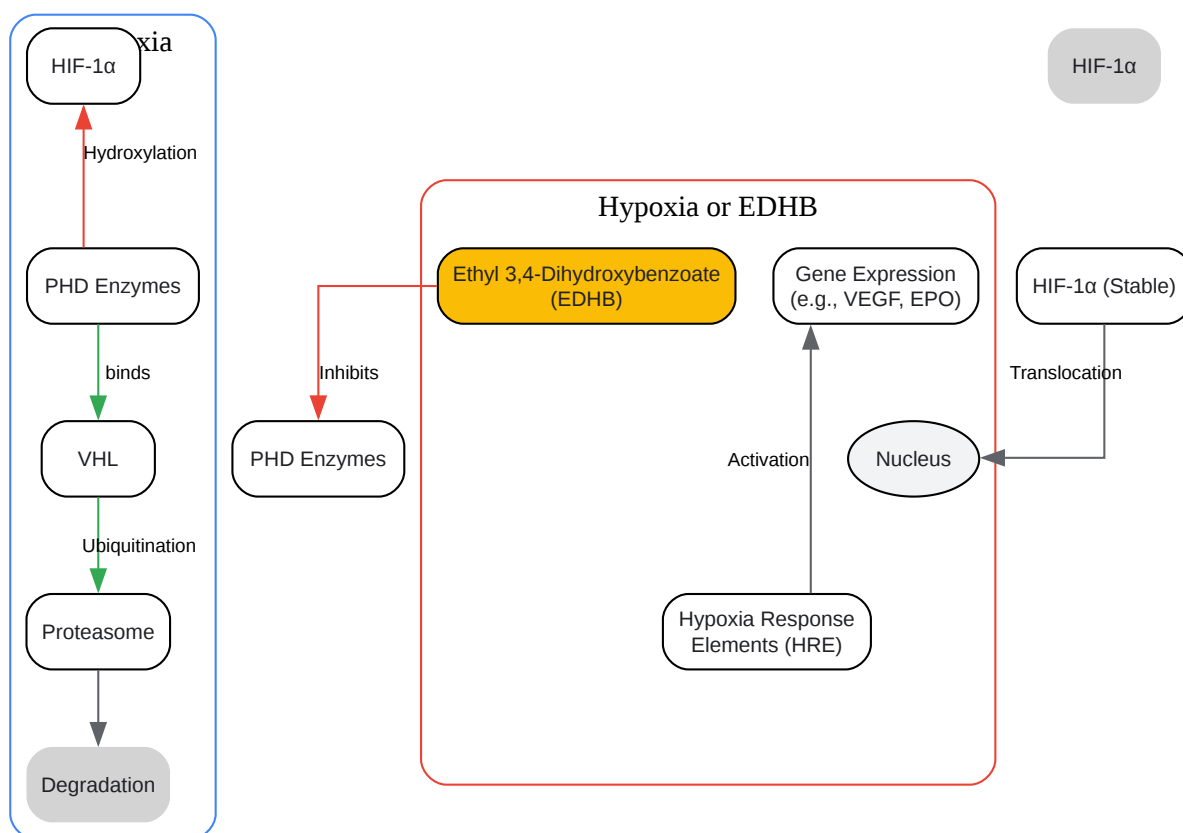 xia
HIF-1α
Hydroxylation
PHD Enzymes
binds
VHL
Ubiquitination
Proteasome
Degradation
Hypoxia or EDHB
Ethyl 3,4-Dihydroxybenzoate
(EDHB)
Inhibits
PHD Enzymes
Gene Expression
(e.g., VEGF, EPO)
Activation
Hypoxia Response
Elements (HRE)
Nucleus
HIF-1α
HIF-1α (Stable)
Translocation